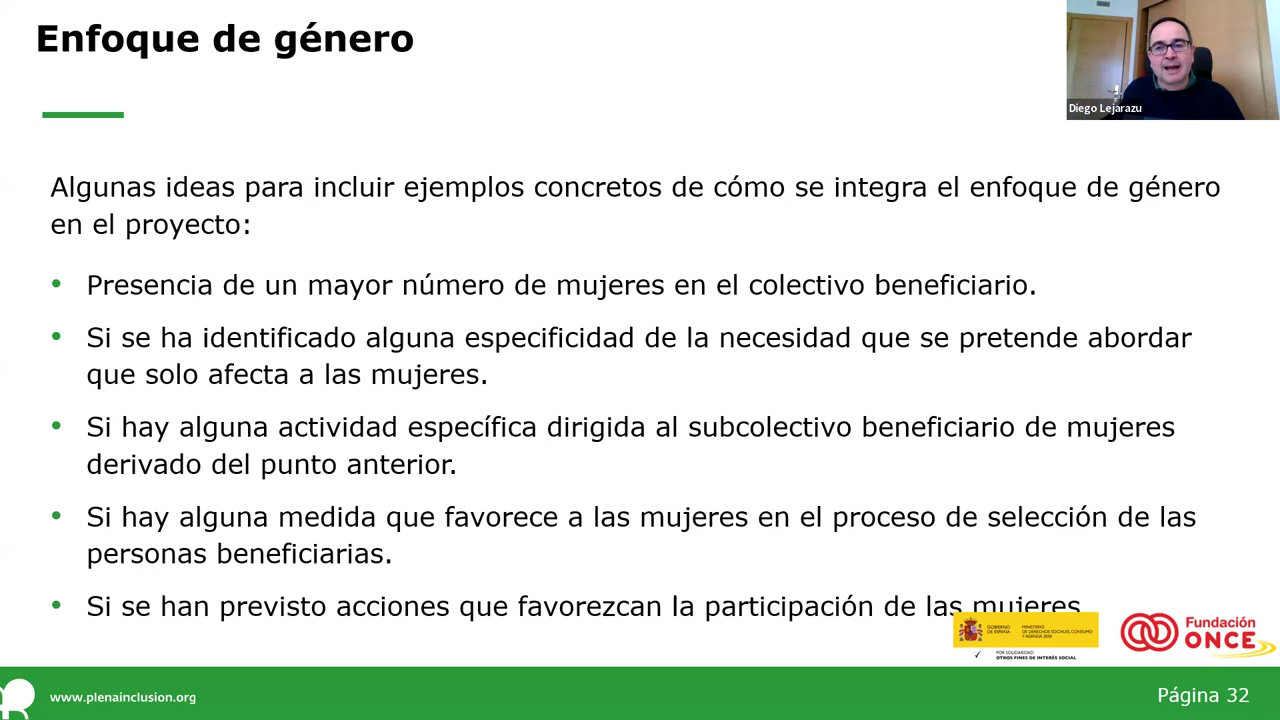 Enfoque de género
Diego Lejarazu
Algunas ideas para incluir ejemplos concretos de cómo se integra el enfoque de género
en el proyecto:
• Presencia de un mayor número de mujeres en el colectivo beneficiario.
• Si se ha identificado alguna especificidad de la necesidad que se pretende abordar
que solo afecta a las mujeres.
• Si hay alguna actividad específica dirigida al subcolectivo beneficiario de mujeres
derivado del punto anterior.
• Si hay alguna medida que favorece a las mujeres en el proceso de selección de las
personas beneficiarias.
• Si se han previsto acciones que favorezcan la participación de las mujeres
GOBIERNO
DE ESPAÑA
MINISTERIO
DE DERECHOS SOCIALES, CONSUMO
Y AGENDA 2030
POR SOLIDARIDAD
OTROS FINES DE INTERÉS SOCIAL
Fundación
ONCE
www.plenainclusion.org
Página 32